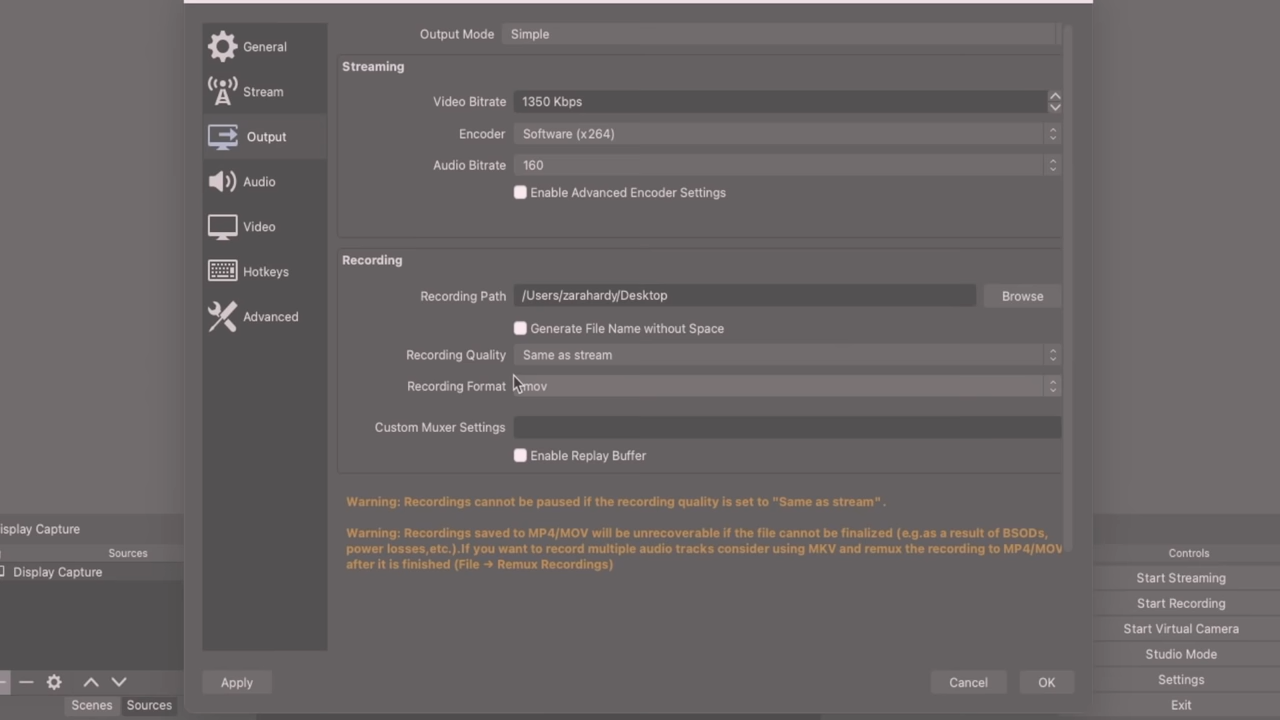 General
Stream
Output
Audio
Video
Hotkeys
Advanced
Output Mode Simple
Streaming
Video Bitrate 1350 Kbps
Encoder Software (x264)
Audio Bitrate 160
Enable Advanced Encoder Settings
Recording
Recording Path /Users/zarahardy/Desktop Browse
Generate File Name without Space
Recording Quality Same as stream
Recording Format mov
Custom Muxer Settings
Enable Replay Buffer
Warning: Recordings cannot be paused if the recording quality is set to "Same as stream".
Warning: Recordings saved to MP4/MOV will be unrecoverable if the file cannot be finalized (e.g.as a result of BSODs,
power losses,etc.).If you want to record multiple audio tracks consider using MKV and remux the recording to MP4/MOV
after it is finished (File → Remux Recordings)
Apply Cancel OK
isplay Capture
Sources
Display Capture
Scenes Sources
Controls
Start Streaming
Start Recording
Start Virtual Camera
Studio Mode
Settings
Exit